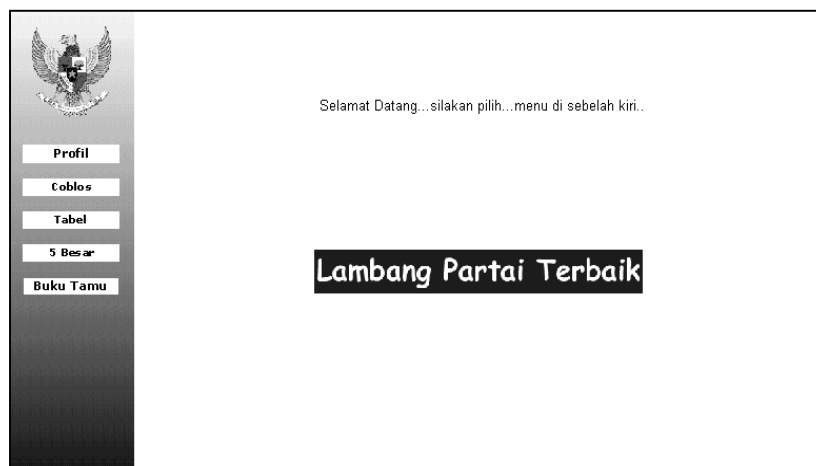 Selamat Datang...silakan pilih...menu di sebelah kiri..
Profil
Coblos
Tabel
5 Besar
Buku Tamu
Lambang Partai Terbaik